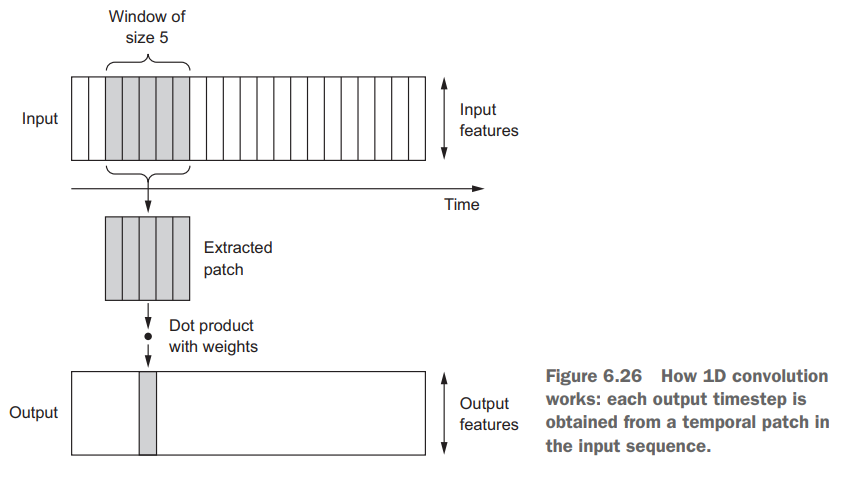 Window of
size 5
Input
Input
features
Time
Extracted
patch
Dot product
with weights
Output
Output
features
Figure 6.26 How 1D convolution
works: each output timestep is
obtained from a temporal patch in
the input sequence.